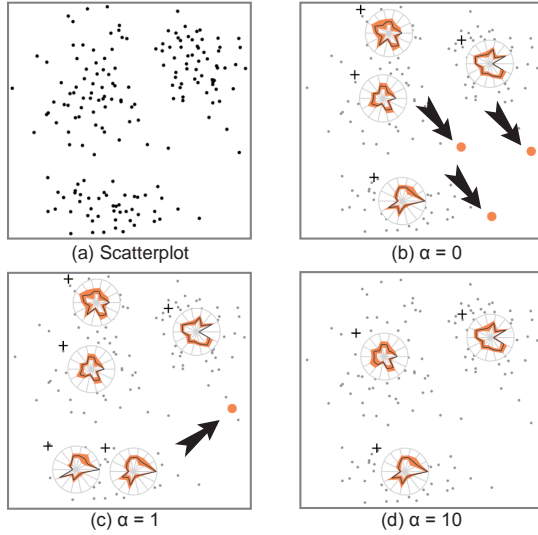 (a) Scatterplot
(b) α = 0
(c) α = 1
(d) α = 10